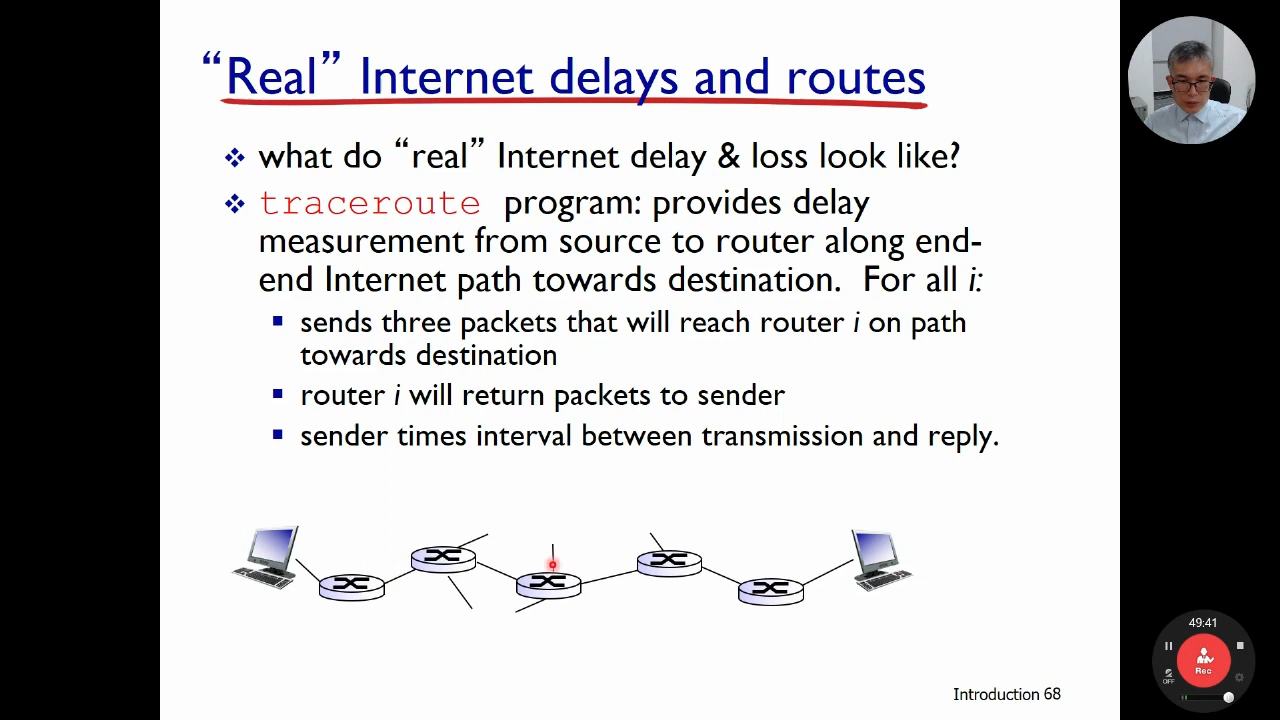 “Real” Internet delays and routes
what do “real” Internet delay & loss look like?
traceroute program: provides delay
measurement from source to router along end-
end Internet path towards destination. For all i:
sends three packets that will reach router i on path
towards destination
router i will return packets to sender
sender times interval between transmission and reply.
49:41
Rec
OFF
Introduction 68